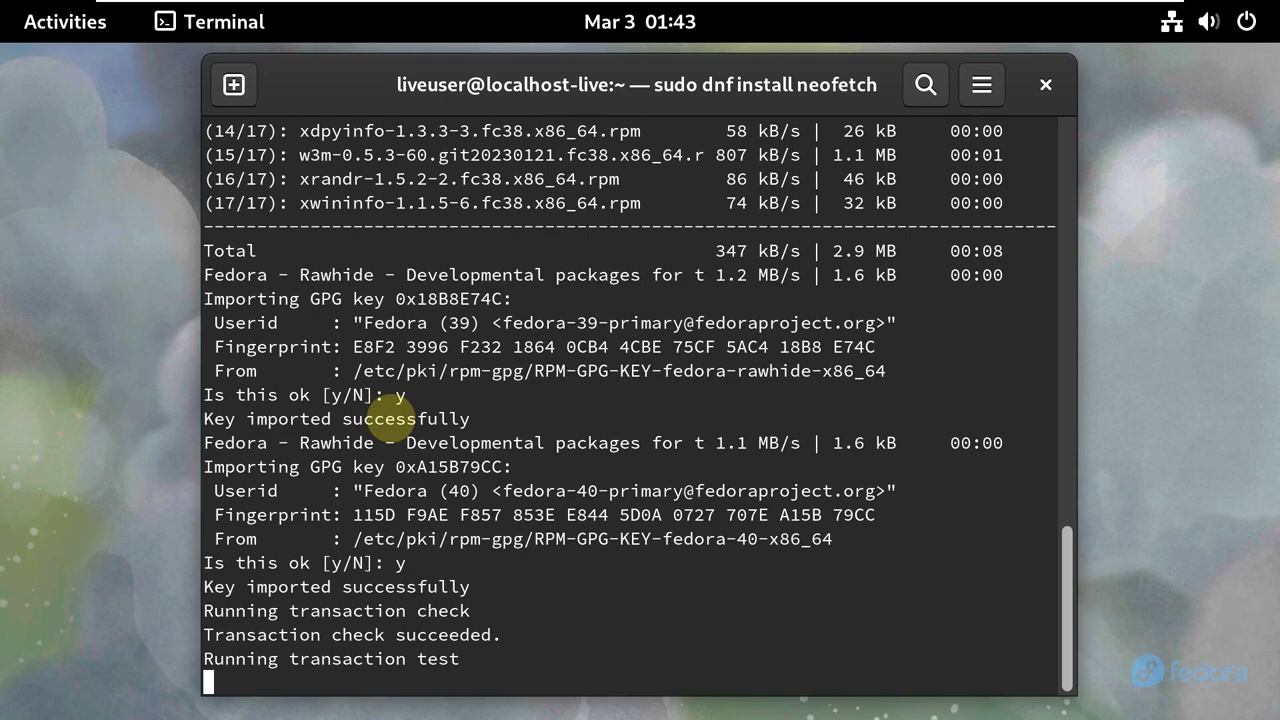 Activities Terminal Mar 3 01:43
liveuser@localhost-live:~ — sudo dnf install neofetch
(14/17): xdpyinfo-1.3.3-3.fc38.x86_64.rpm 58 kB/s | 26 kB 00:00
(15/17): w3m-0.5.3-60.git20230121.fc38.x86_64.r 807 kB/s | 1.1 MB 00:01
(16/17): xrandr-1.5.2-2.fc38.x86_64.rpm 86 kB/s | 46 kB 00:00
(17/17): xwininfo-1.1.5-6.fc38.x86_64.rpm 74 kB/s | 32 kB 00:00
--------------------------------------------------------------------------------
Total 347 kB/s | 2.9 MB 00:08
Fedora - Rawhide - Developmental packages for t 1.2 MB/s | 1.6 kB 00:00
Importing GPG key 0x18B8E74C:
Userid : "Fedora (39) <fedora-39-primary@fedoraproject.org>"
Fingerprint: E8F2 3996 F232 1864 0CB4 4CBE 75CF 5AC4 18B8 E74C
From : /etc/pki/rpm-gpg/RPM-GPG-KEY-fedora-rawhide-x86_64
Is this ok [y/N]: y
Key imported successfully
Fedora - Rawhide - Developmental packages for t 1.1 MB/s | 1.6 kB 00:00
Importing GPG key 0xA15B79CC:
Userid : "Fedora (40) <fedora-40-primary@fedoraproject.org>"
Fingerprint: 115D F9AE F857 853E E844 5D0A 0727 707E A15B 79CC
From : /etc/pki/rpm-gpg/RPM-GPG-KEY-fedora-40-x86_64
Is this ok [y/N]: y
Key imported successfully
Running transaction check
Transaction check succeeded.
Running transaction test
fedora